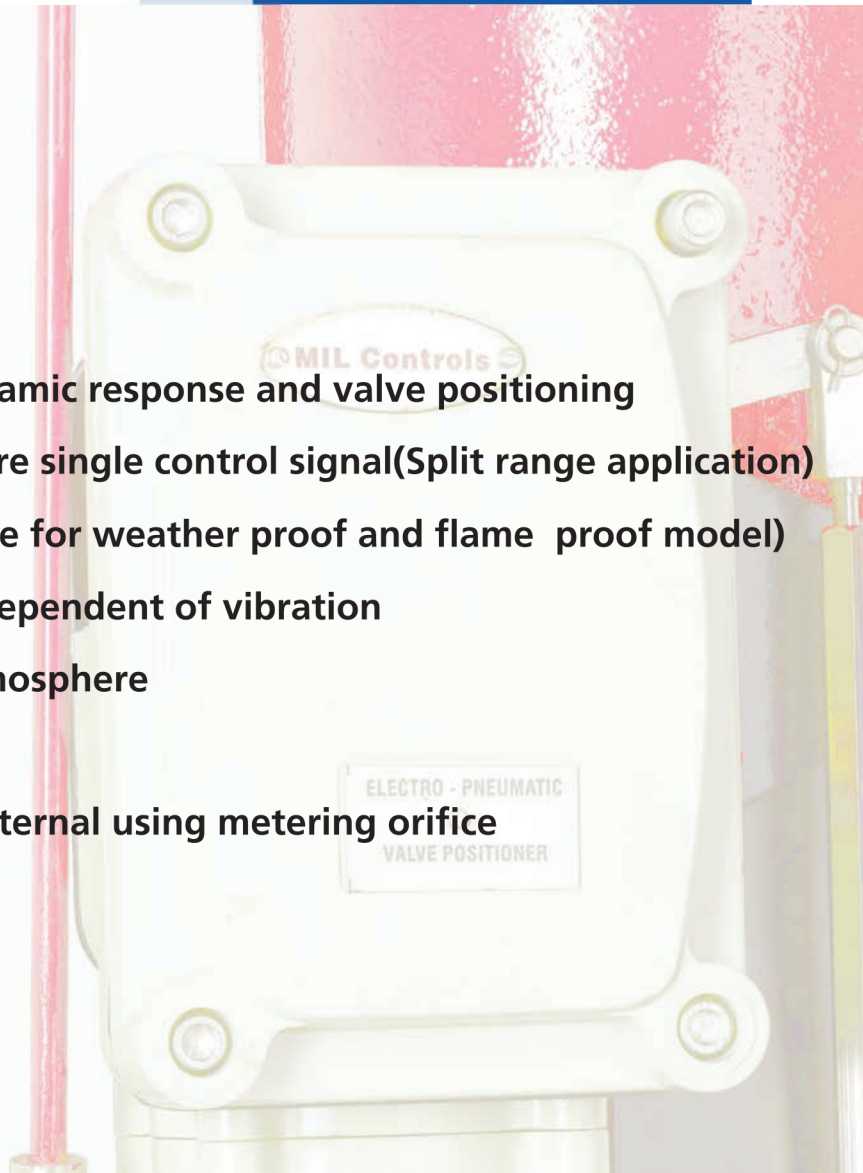 MIL Controls
amic response and valve positioning
re single control signal(Split range application)
e for weather proof and flame proof model)
ependent of vibration
nosphere
ELECTRO - PNEUMATIC
ternal using metering orifice
VALVE POSITIONER